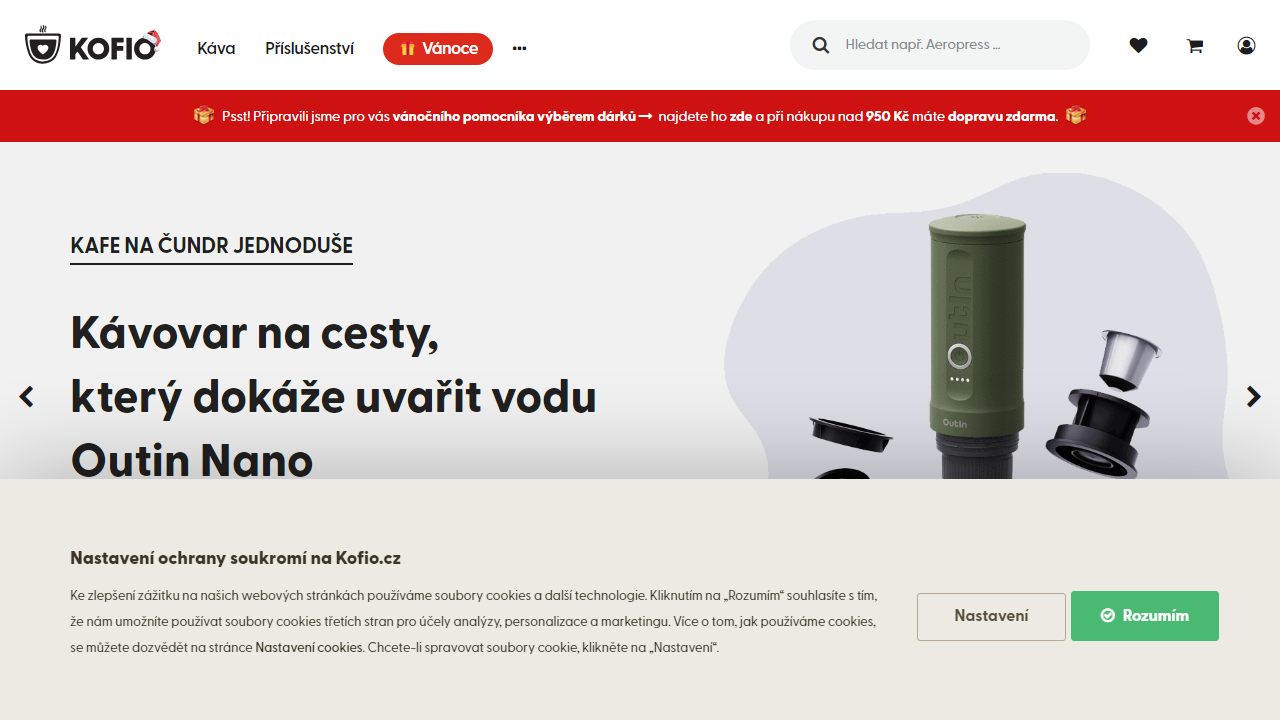 KOFIO
Káva
Příslušenství
Vánoce
Hledat např. Aeropress ...
Psst! Připravili jsme pro vás vánočního pomocníka výběrem dárků → najdete ho zde a při nákupu nad 950 Kč máte dopravu zdarma.
KAFE NA ČUNDR JEDNODUŠE
Kávovar na cesty,
který dokáže uvařit vodu
Outin Nano
OutIn
OutIn
Nastavení ochrany soukromí na Kofio.cz
Ke zlepšení zážitku na našich webových stránkách používáme soubory cookies a další technologie. Kliknutím na „Rozumím“ souhlasíte s tím,
že nám umožníte používat soubory cookies třetích stran pro účely analýzy, personalizace a marketingu. Více o tom, jak používáme cookies,
se můžete dozvědět na stránce Nastavení cookies. Chcete-li spravovat soubory cookie, klikněte na „Nastavení“.
Nastavení
Rozumím